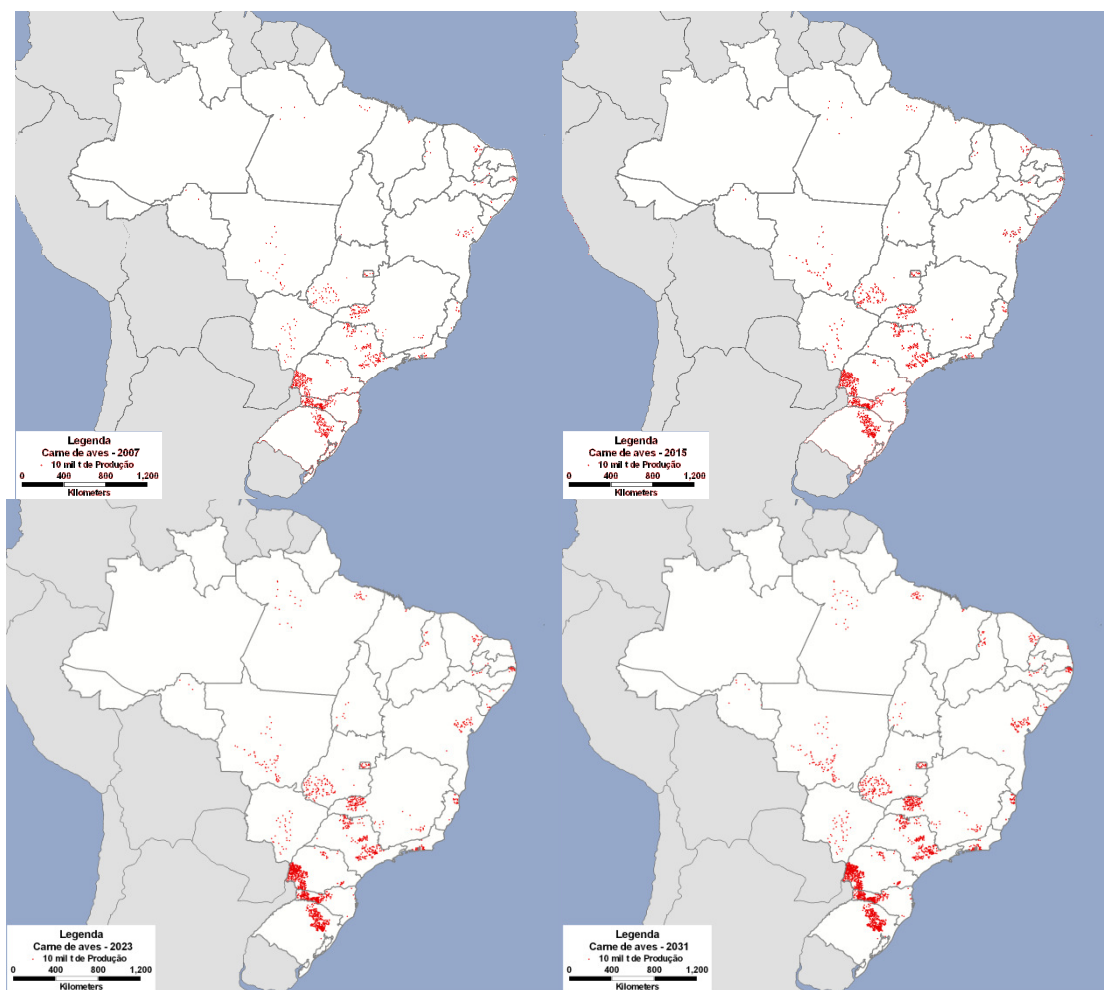 Legenda
Carne de aves - 2007
10 mil t de Produção
0 400 800 1,200
Kilometers
Legenda
Carne de aves - 2015
10 mil t de Produção
0 400 800 1,200
Kilometers
Legenda
Carne de aves - 2023
10 mil t de Produção
0 400 800 1,200
Kilometers
Legenda
Carne de aves - 2031
10 mil t de Produção
0 400 800 1,200
Kilometers